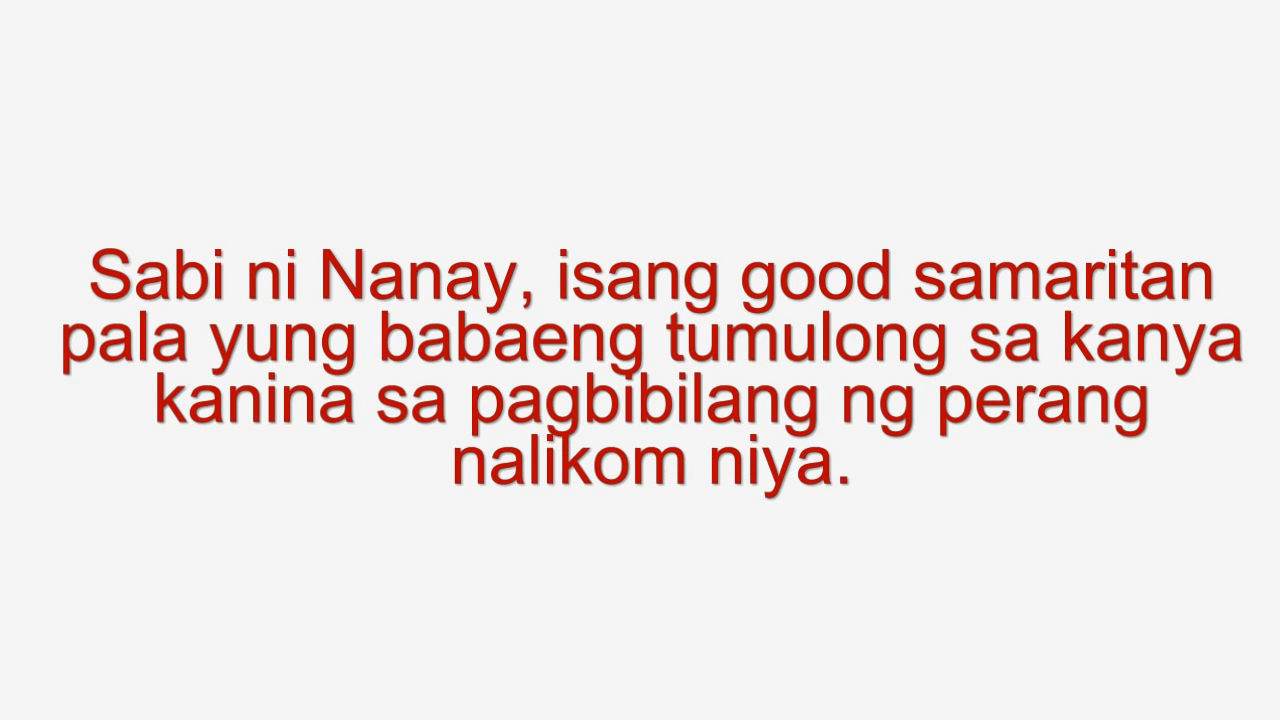 Sabi ni Nanay, isang good samaritan
pala yung babaeng tumulong sa kanya
kanina sa pagbibilang ng perang
nalikom niya.